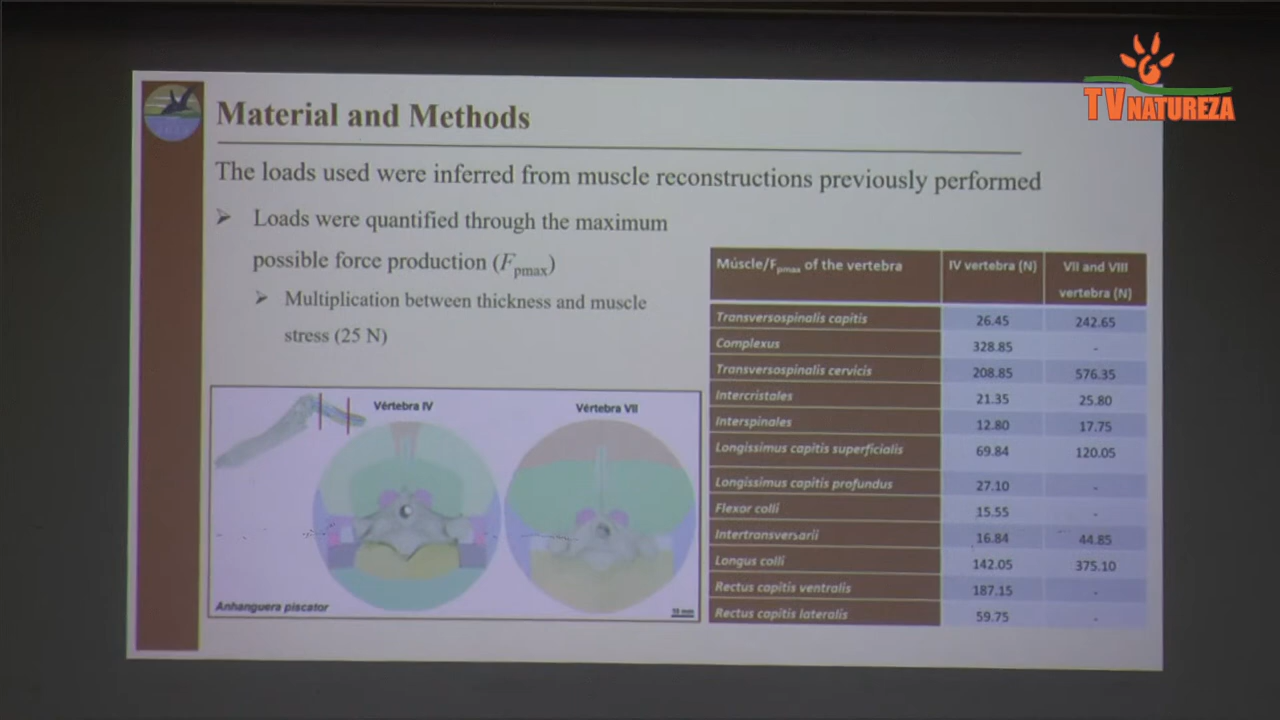 TV NATUREZA
Material and Methods
The loads used were inferred from muscle reconstructions previously performed
➢ Loads were quantified through the maximum
possible force production (Fpmax)
➢ Multiplication between thickness and muscle
stress (25 N)
Vértebra IV
Vértebra VII
Anhanguera piscator
10 mm
Múscle/Fpmax of the vertebra IV vertebra (N) VII and VIII
vertebra (N)
Transversospinalis capitis 26.45 242.65
Complexus 328.85 -
Transversospinalis cervicis 208.85 576.35
Intercristales 21.35 25.80
Interspinales 12.80 17.75
Longissimus capitis superficialis 69.84 120.05
Longissimus capitis profundus 27.10 -
Flexor colli 15.55 -
Intertransversarii 16.84 44.85
Longus colli 142.05 375.10
Rectus capitis ventralis 187.15 -
Rectus capitis lateralis 59.75 -